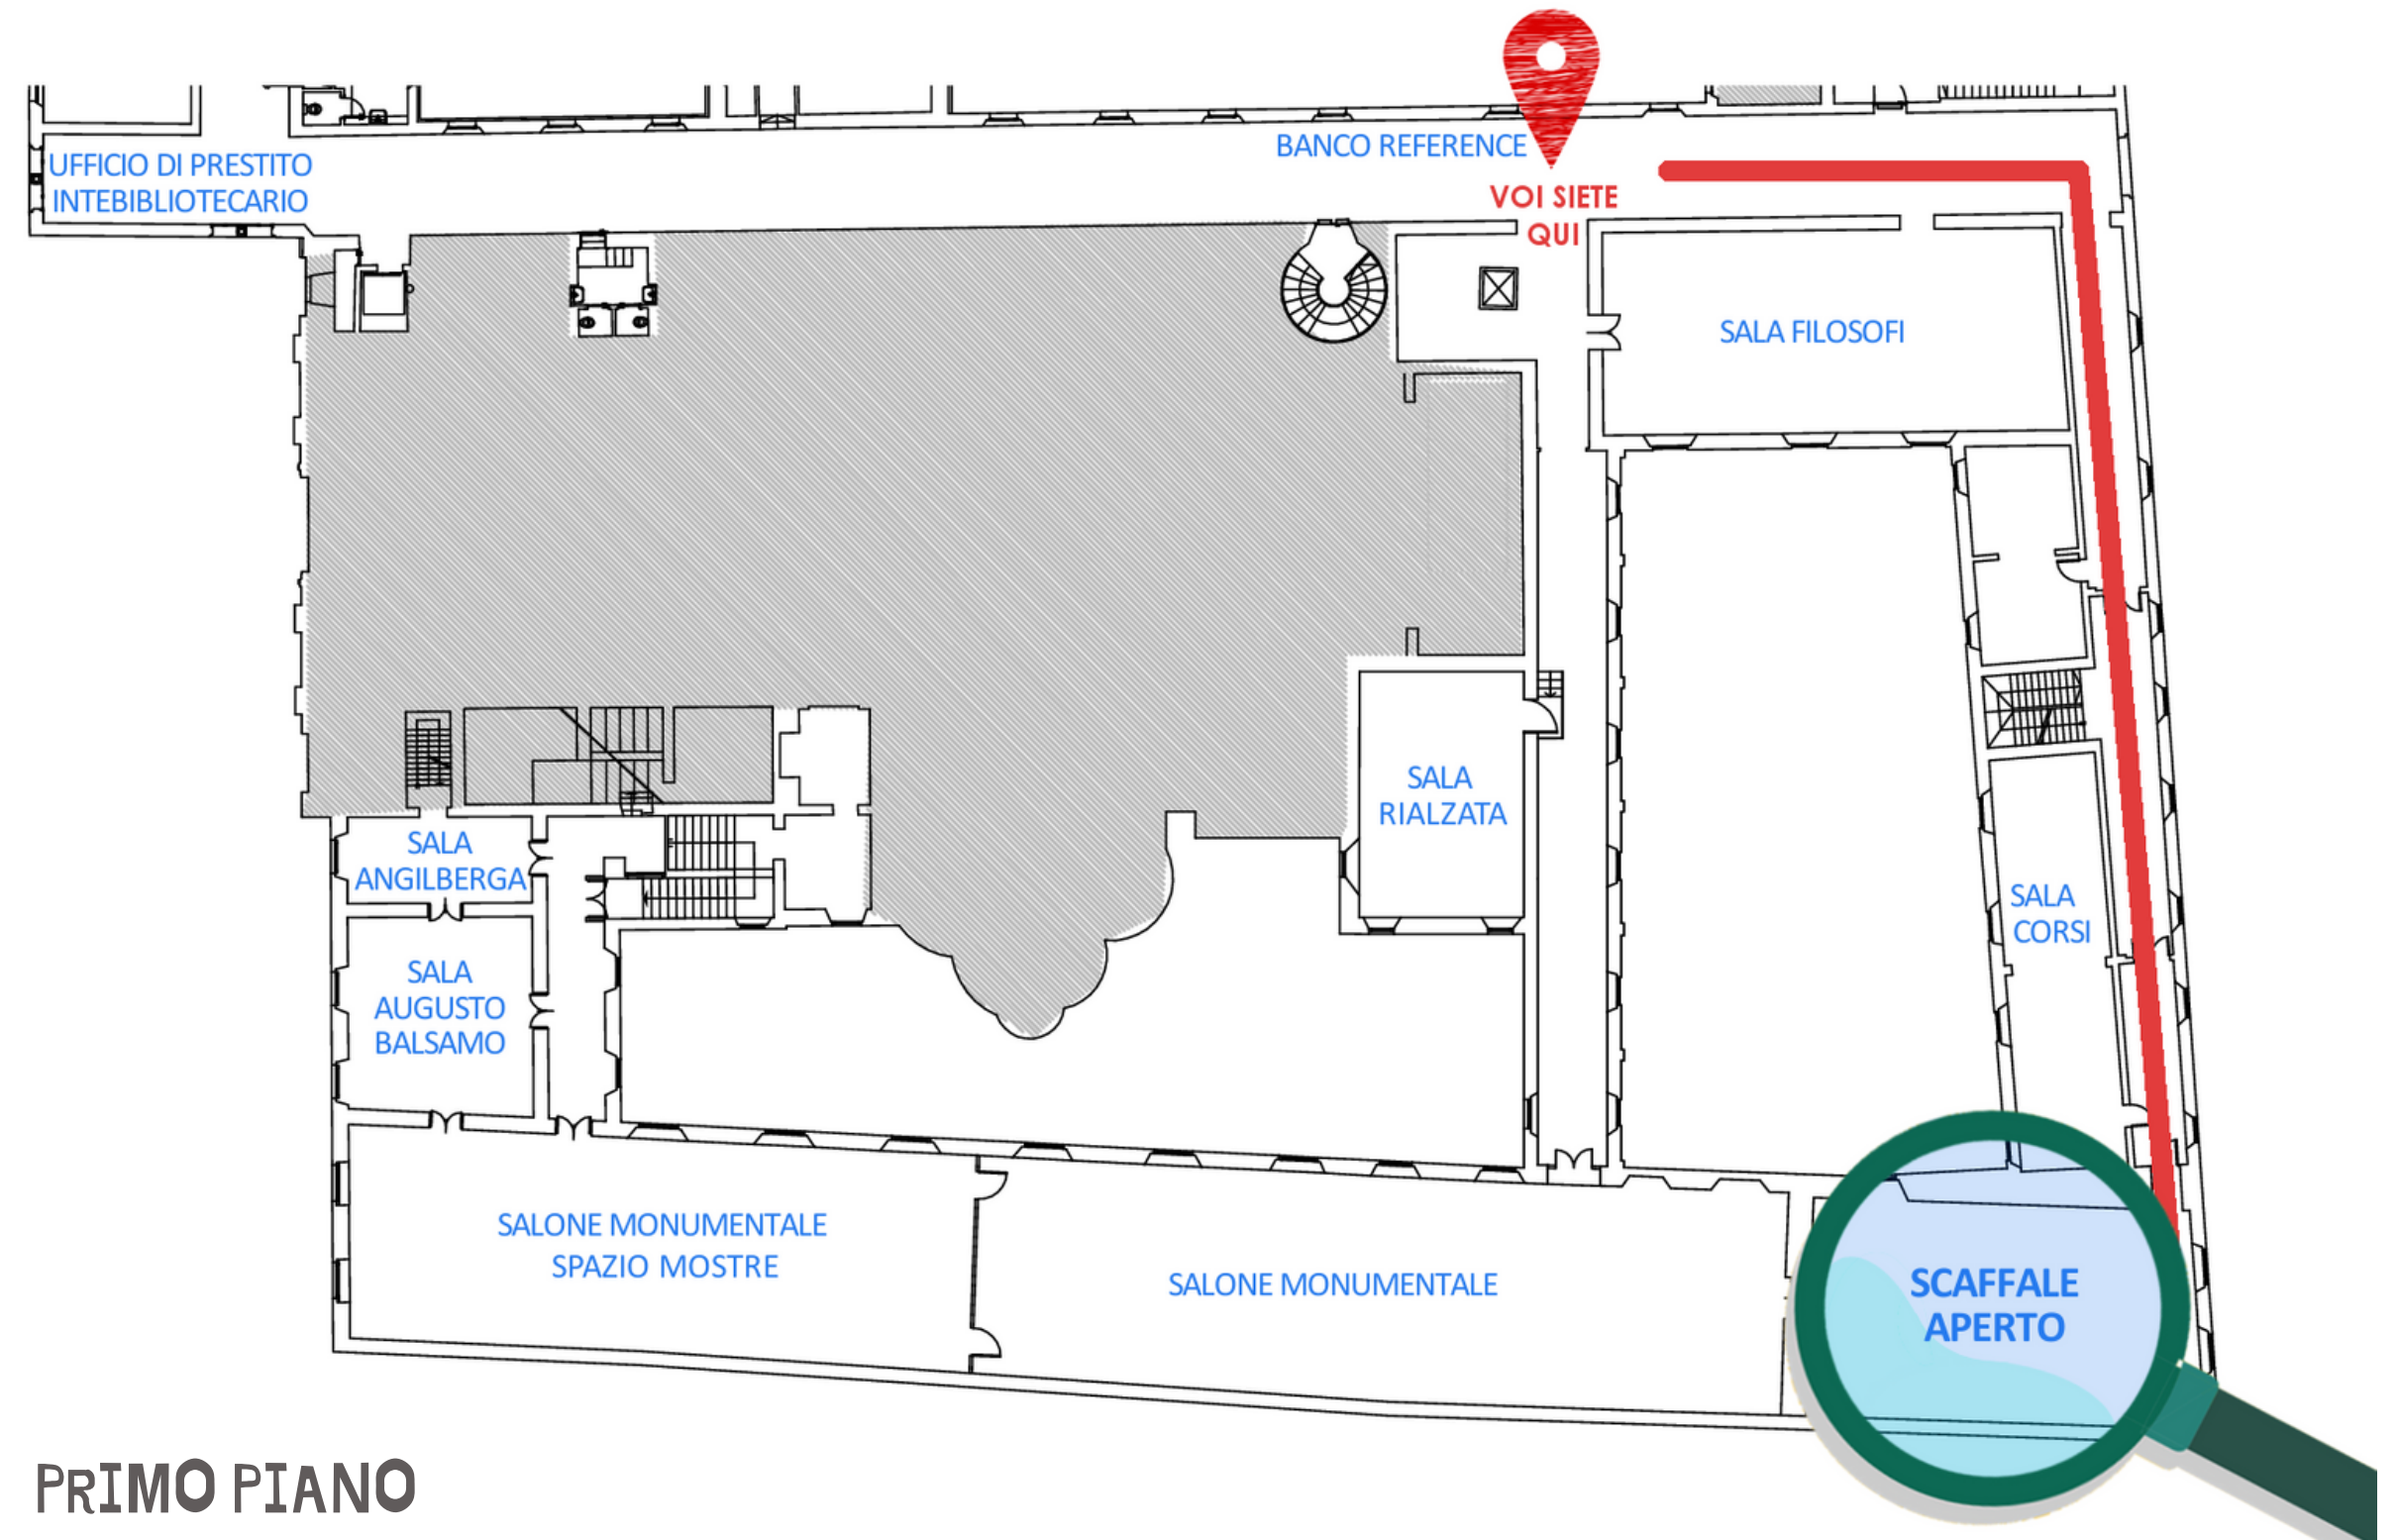 BANCO REFERENCE
UFFICIO DI PRESTITO
INTEBIBLIOTECARIO
VOI SIETE
QUI
SALA FILOSOFI
SALA
RIALZATA
SALA
ANGILBERGA
SALA
CORSI
SALA
AUGUSTO
BALSAMO
SALONE MONUMENTALE
SPAZIO MOSTRE
SALONE MONUMENTALE
SCAFFALE
APERTO
PRIMO PIANO